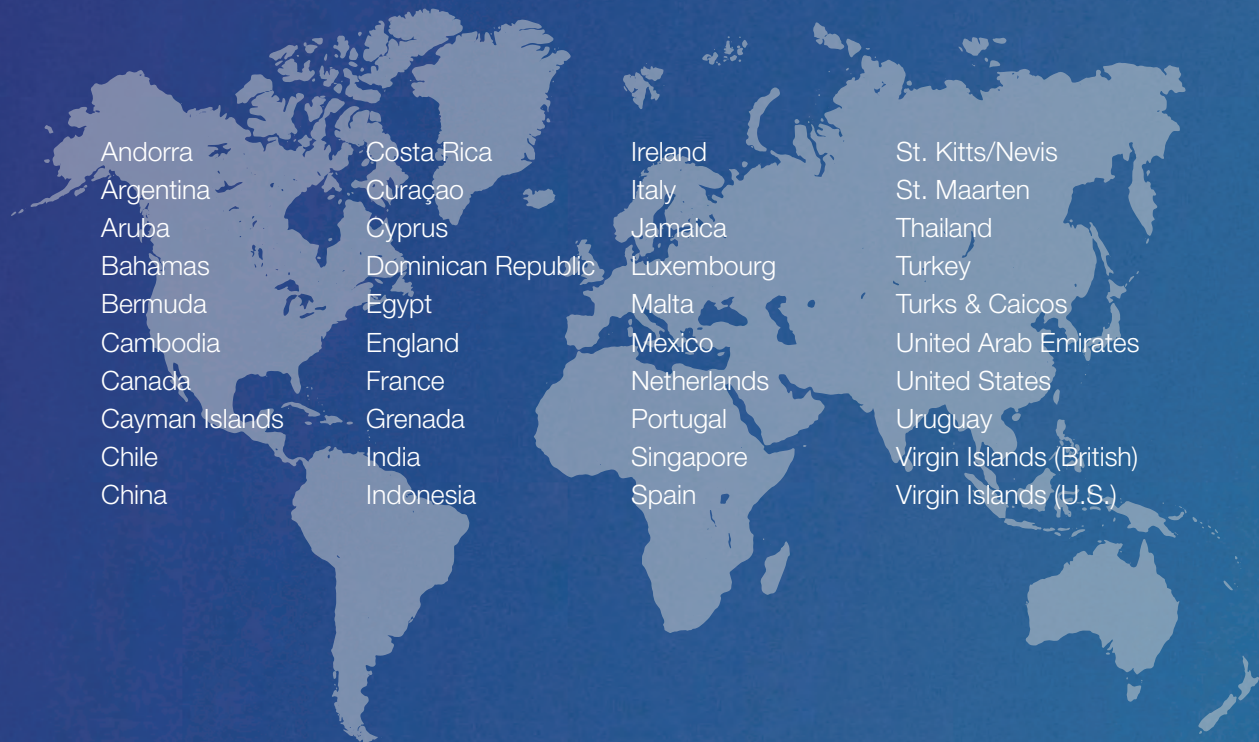 Andorra
Argentina
Aruba
Bahamas
Bermuda
Cambodia
Canada
Cayman Islands
Chile
China
Costa Rica
Curaçao
Cyprus
Dominican Republic
Egypt
England
France
Grenada
India
Indonesia
Ireland
Italy
Jamaica
Luxembourg
Malta
Mexico
Netherlands
Portugal
Singapore
Spain
St. Kitts/Nevis
St. Maarten
Thailand
Turkey
Turks & Caicos
United Arab Emirates
United States
Uruguay
Virgin Islands (British)
Virgin Islands (U.S.)